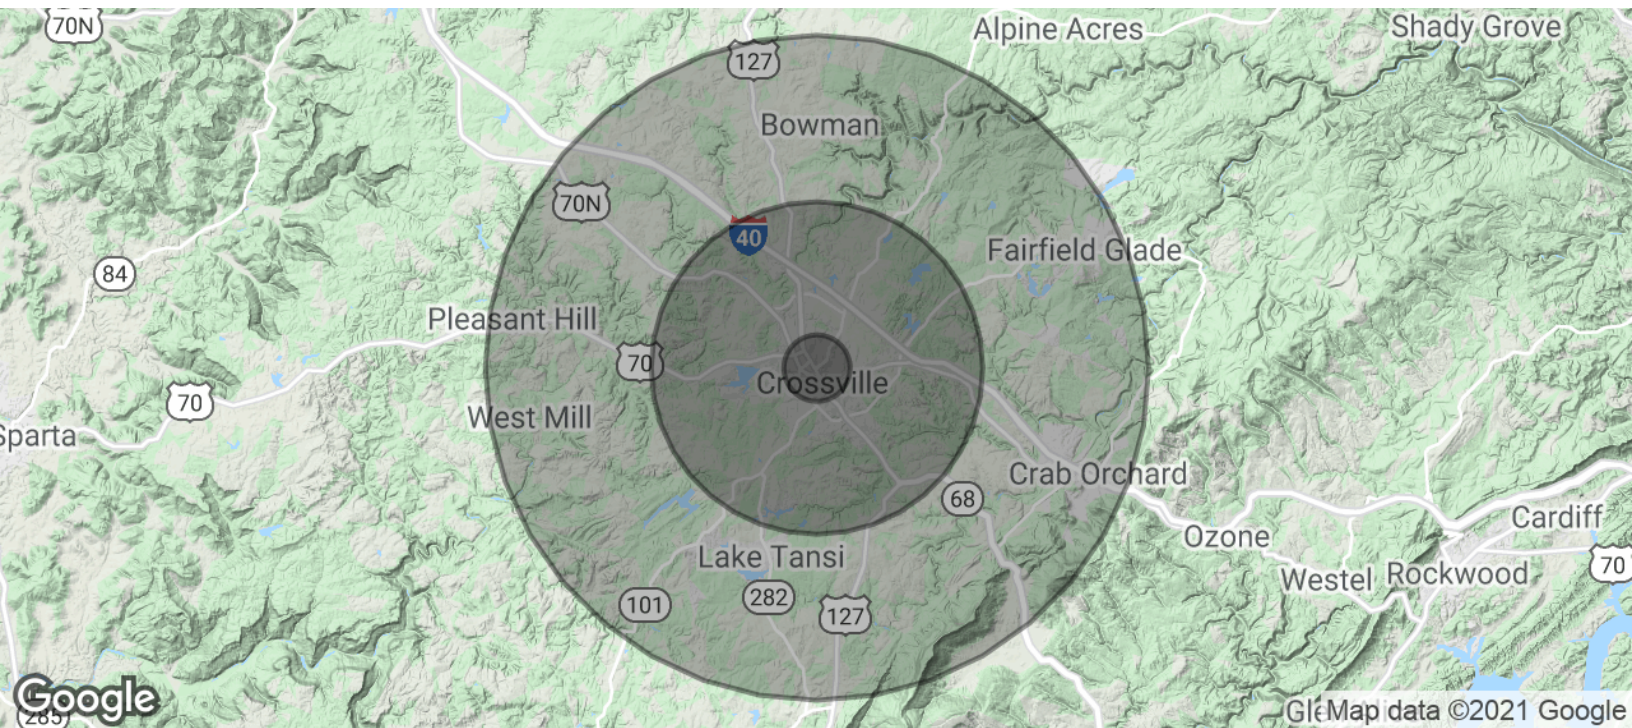 70N
Alpine Acres
Shady Grove
127
Bowman
70N
40
Fairfield Glade
84
Pleasant Hill
70
Crossville
70
West Mill
Sparta
Crab Orchard
68
Cardiff
Ozone
Lake Tansi
70
Westel
Rockwood
101
282
127
Google
285
Map data ©2021 Google